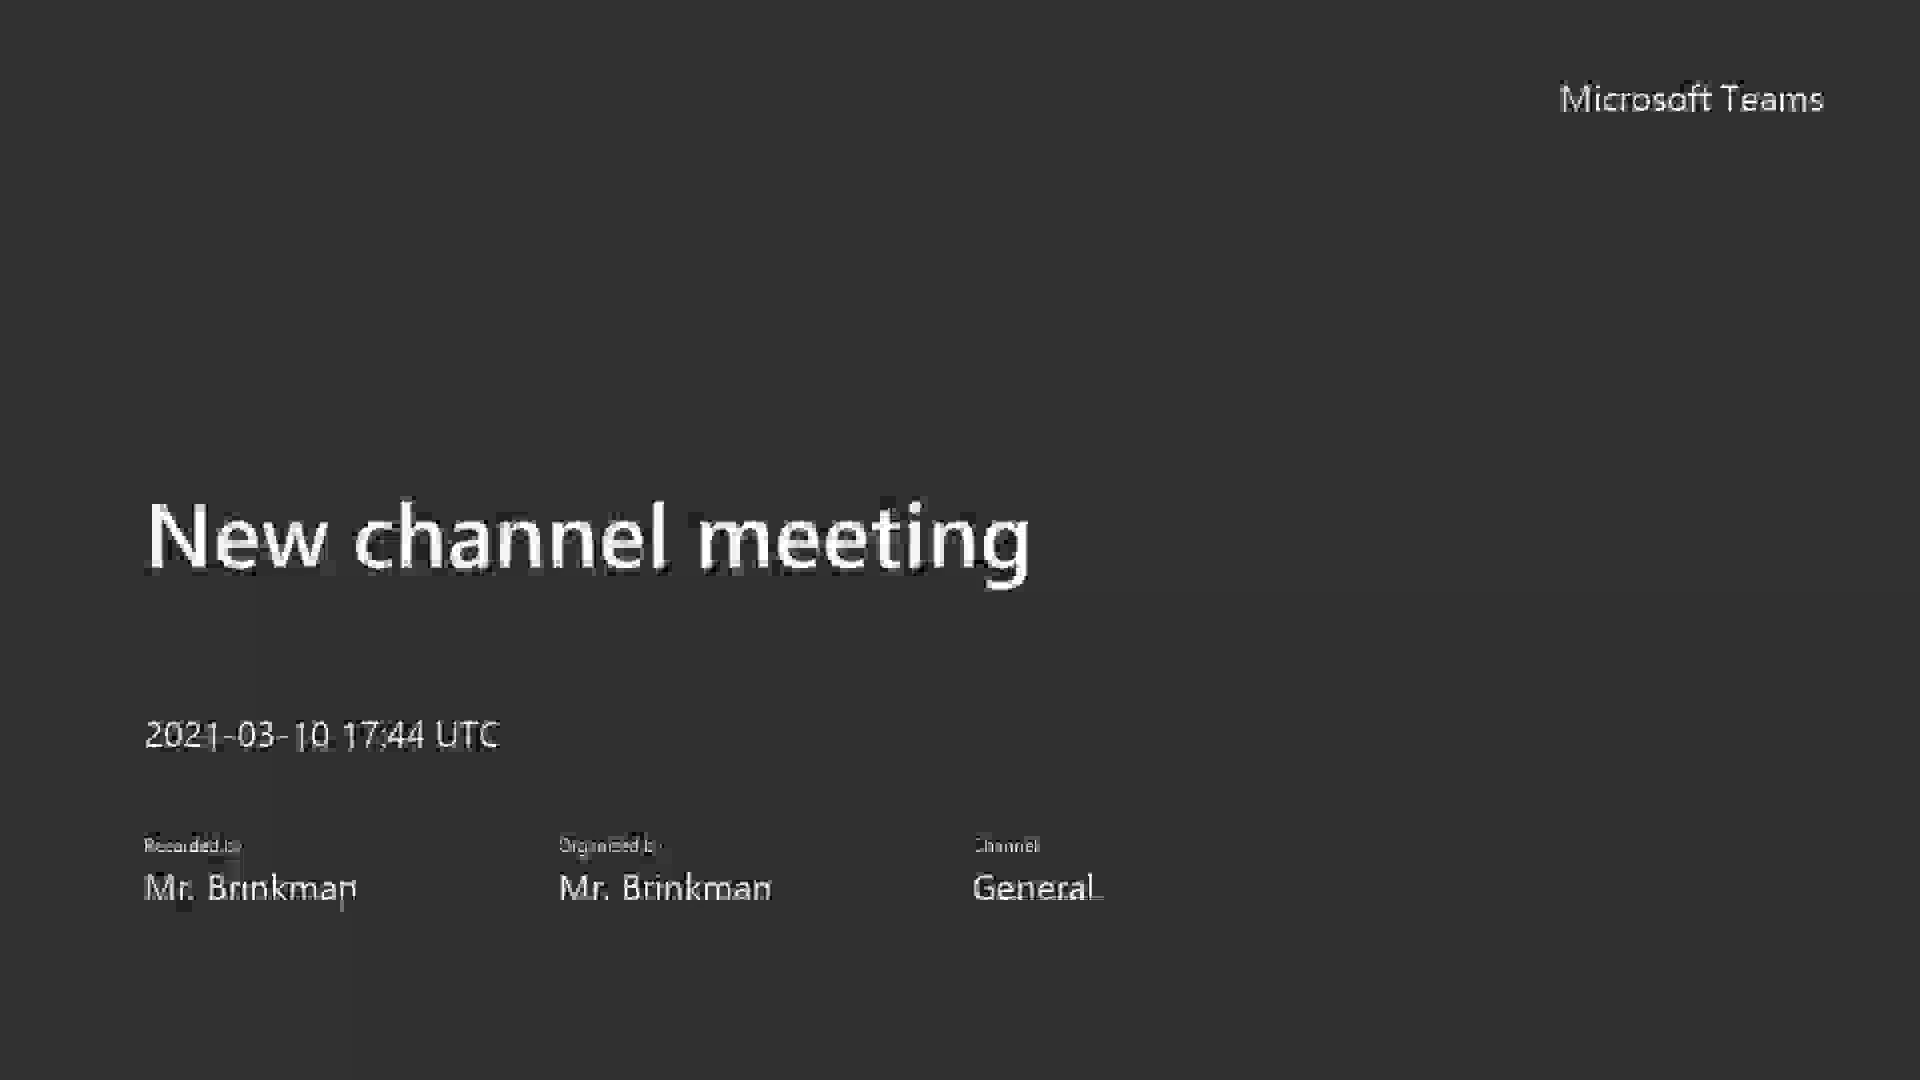 Microsoft Teams
New channel meeting
2021-03-10 17:44 UTC
Recorded by Organized by Channel
Mr. Brinkman Mr. Brinkman General